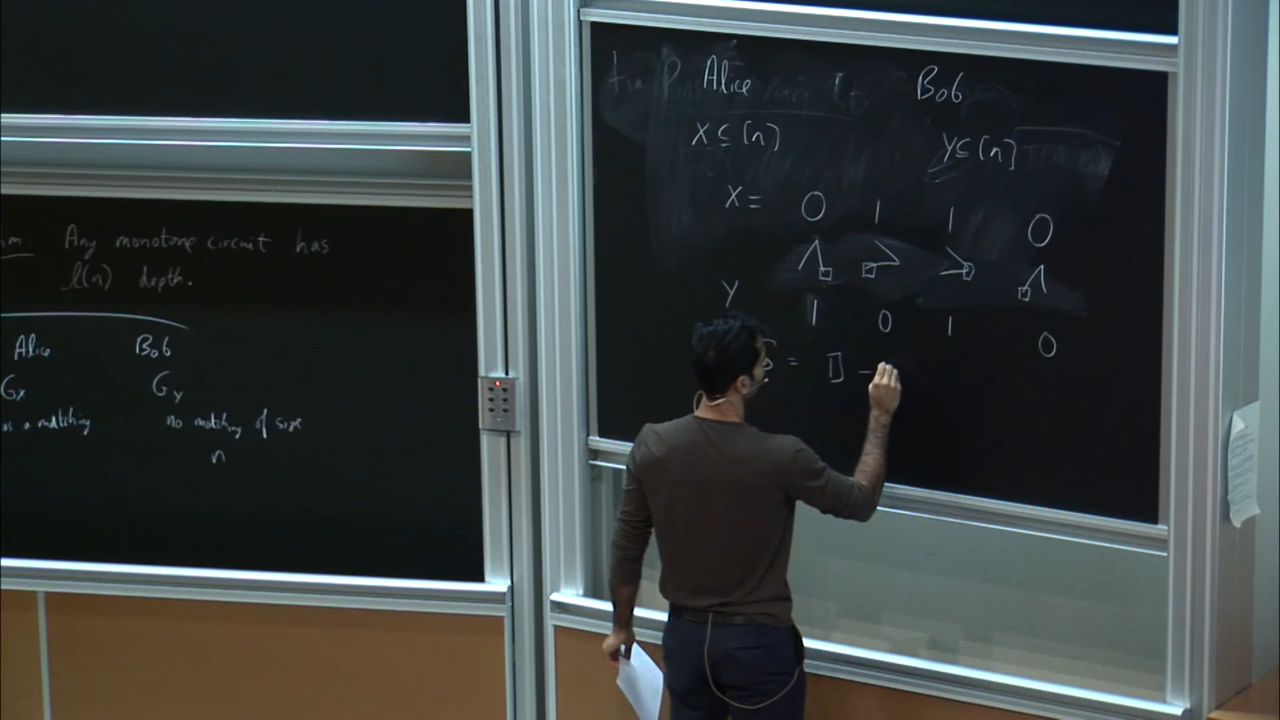 Any monotone circuit has
l(n) depth.
Alice Bob
Gx Gy
as a matching no matching of size
n
Alice Bob
X ⊆ [n] Y ⊆ [n]
X = 0 1 1 0
Y
1 0 1 0
=